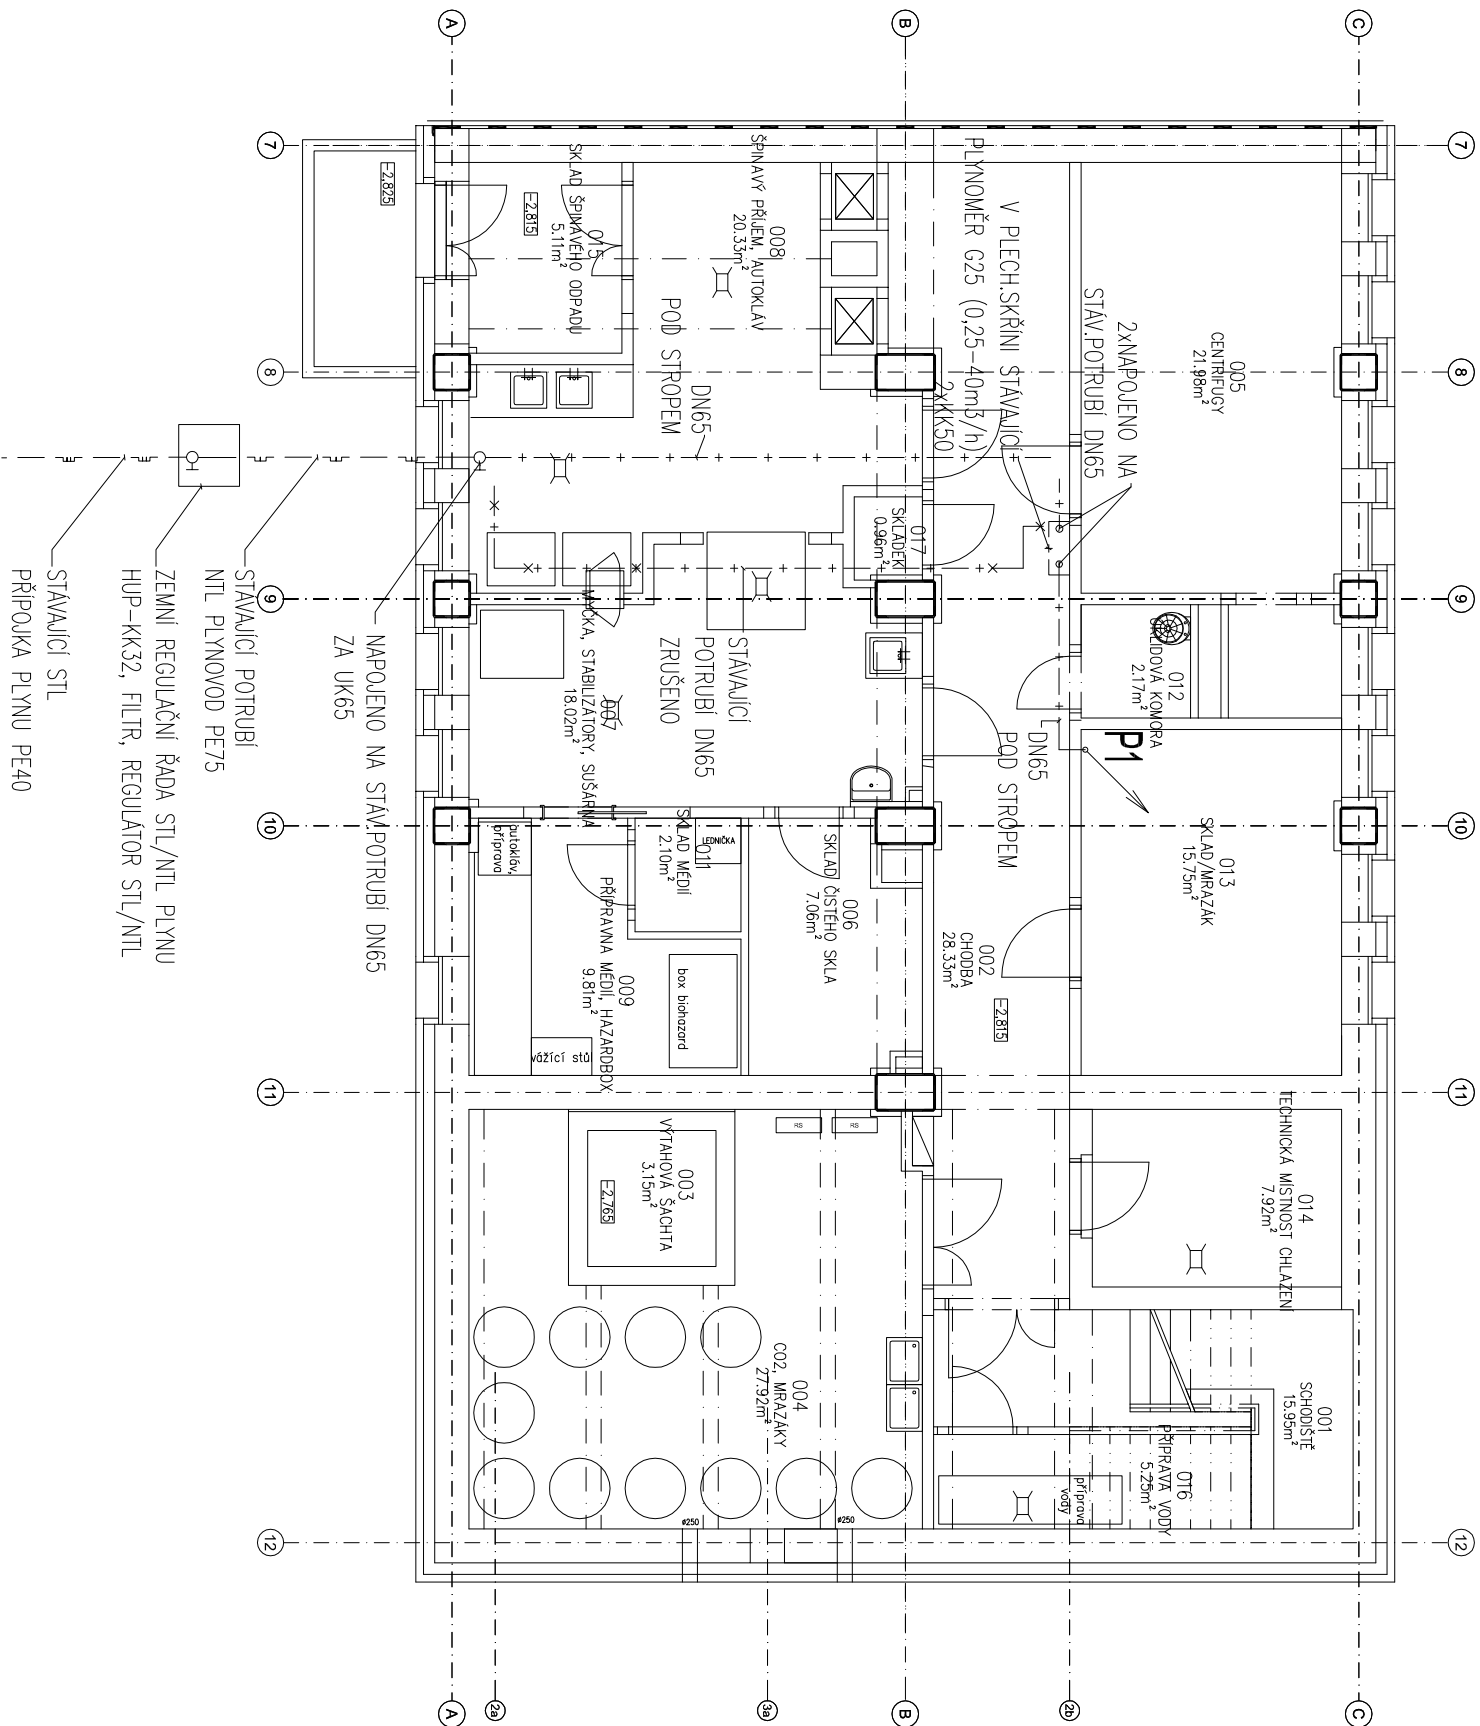 A
B
C
7
7
8
8
9
9
10
10
11
11
12
12
A
2a
3a
B
2b
C
005
CENTRIFUGY
21.98m²
2xNAPOJENO NA
STÁV.POTRUBÍ DN65
V PLECH.SKŘÍNI STÁVAJÍCÍ
PLYNOMĚR G25 (0,25-40m3/h)
2xKK50
008
ŠPINAVÝ PŘÍJEM, AUTOKLÁV
20.33m²
015
SKLAD ŠPINAVÉHO ODPADU
5.11m²
-2,815
-2,825
DN65
POD STROPEM
017
SKLÁDEK
0.96m²
012
ÚKLIDOVÁ KOMORA
2.17m²
P1
DN65
POD STROPEM
STÁVAJÍCÍ
POTRUBÍ DN65
ZRUŠENO
007
MYČKA, STABILIZÁTORY, SUŠÁRNA
18.02m²
NAPOJENO NA STÁV.POTRUBÍ DN65
ZA UK65
STÁVAJÍCÍ POTRUBÍ
NTL PLYNOVOD PE75
ZEMNÍ REGULAČNÍ ŘADA STL/NTL PLYNU
HUP-KK32, FILTR, REGULÁTOR STL/NTL
STÁVAJÍCÍ STL
PŘÍPOJKA PLYNU PE40
013
SKLAD/MRAZÁK
15.75m²
002
CHODBA
28.33m²
-2,815
006
SKLAD ČISTÉHO SKLA
7.06m²
LEDNIČKA
011
SKLAD MÉDIÍ
2.10m²
009
PŘÍPRAVNA MÉDIÍ, HAZARDBOX
9.81m²
box biohazard
autokláv,
příprava
vážící stůl
014
TECHNICKÁ MÍSTNOST CHLAZENÍ
7.92m²
003
VÝTAHOVÁ ŠACHTA
3.15m²
-2,765
RS
RS
004
CO2, MRAZÁKY
27.92m²
001
SCHODIŠTĚ
15.95m²
016
PŘÍPRAVA VODY
5.25m²
příprava
vody
ø250
ø250